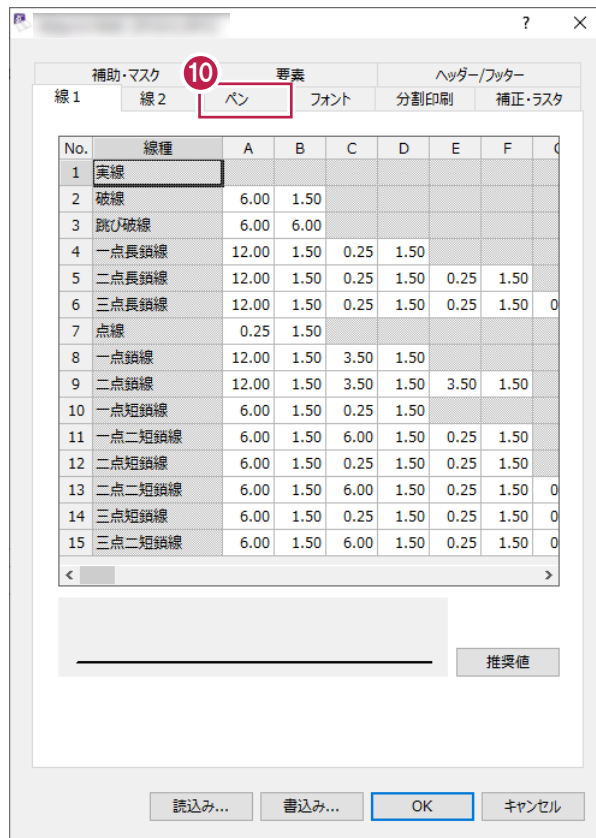 ? ×
補助・マスク 10 要素 ヘッダー/フッター
線1 線2 ペン フォント 分割印刷 補正・ラスタ
No. 線種 A B C D E F
1 実線
2 破線 6.00 1.50
3 跳び破線 6.00 6.00
4 一点長鎖線 12.00 1.50 0.25 1.50
5 二点長鎖線 12.00 1.50 0.25 1.50 0.25 1.50
6 三点長鎖線 12.00 1.50 0.25 1.50 0.25 1.50 0
7 点線 0.25 1.50
8 一点鎖線 12.00 1.50 3.50 1.50
9 二点鎖線 12.00 1.50 3.50 1.50 3.50 1.50
10 一点短鎖線 6.00 1.50 0.25 1.50
11 一点二短鎖線 6.00 1.50 6.00 1.50 0.25 1.50
12 二点短鎖線 6.00 1.50 0.25 1.50 0.25 1.50
13 二点二短鎖線 6.00 1.50 6.00 1.50 0.25 1.50 0
14 三点短鎖線 6.00 1.50 0.25 1.50 0.25 1.50 0
15 三点二短鎖線 6.00 1.50 6.00 1.50 0.25 1.50 0
推奨値
読込み... 書込み... OK キャンセル